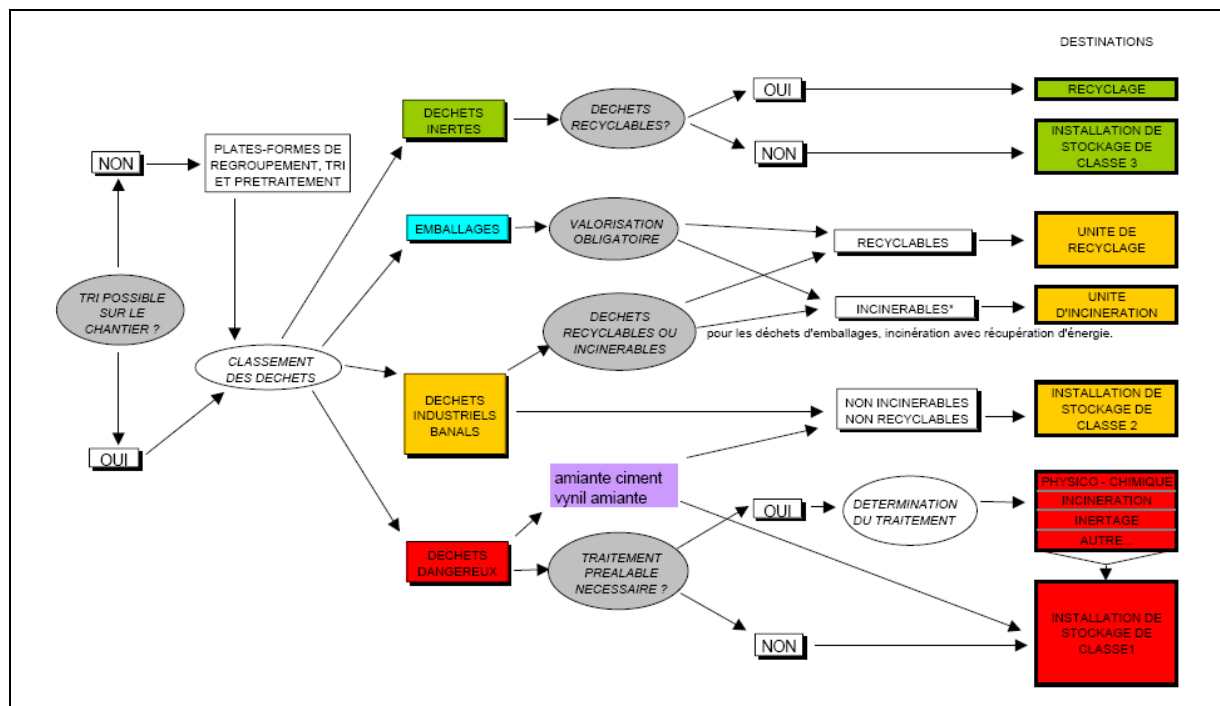 DESTINATIONS
NON
PLATES-FORMES DE
REGROUPEMENT, TRI
ET PRETRAITEMENT
TRI POSSIBLE
SUR LE
CHANTIER ?
OUI
CLASSEMENT
DES DECHETS
DECHETS
INERTES
DECHETS
RECYCLABLES?
OUI
RECYCLAGE
NON
INSTALLATION DE
STOCKAGE DE
CLASSE 3
EMBALLAGES
VALORISATION
OBLIGATOIRE
RECYCLABLES
UNITE DE
RECYCLAGE
DECHETS
RECYCLABLES OU
INCINERABLES
INCINERABLES*
UNITE
D'INCINERATION
pour les déchets d'emballages, incinération avec récupération d'énergie.
DECHETS
INDUSTRIELS
BANALS
NON INCINERABLES
NON RECYCLABLES
INSTALLATION DE
STOCKAGE DE
CLASSE 2
amiante ciment
vynil amiante
DECHETS
DANGEREUX
TRAITEMENT
PREALABLE
NECESSAIRE ?
OUI
DETERMINATION
DU TRAITEMENT
PHYSICO - CHIMIQUE
INCINERATION
INERTAGE
AUTRE...
NON
INSTALLATION DE
STOCKAGE DE
CLASSE1